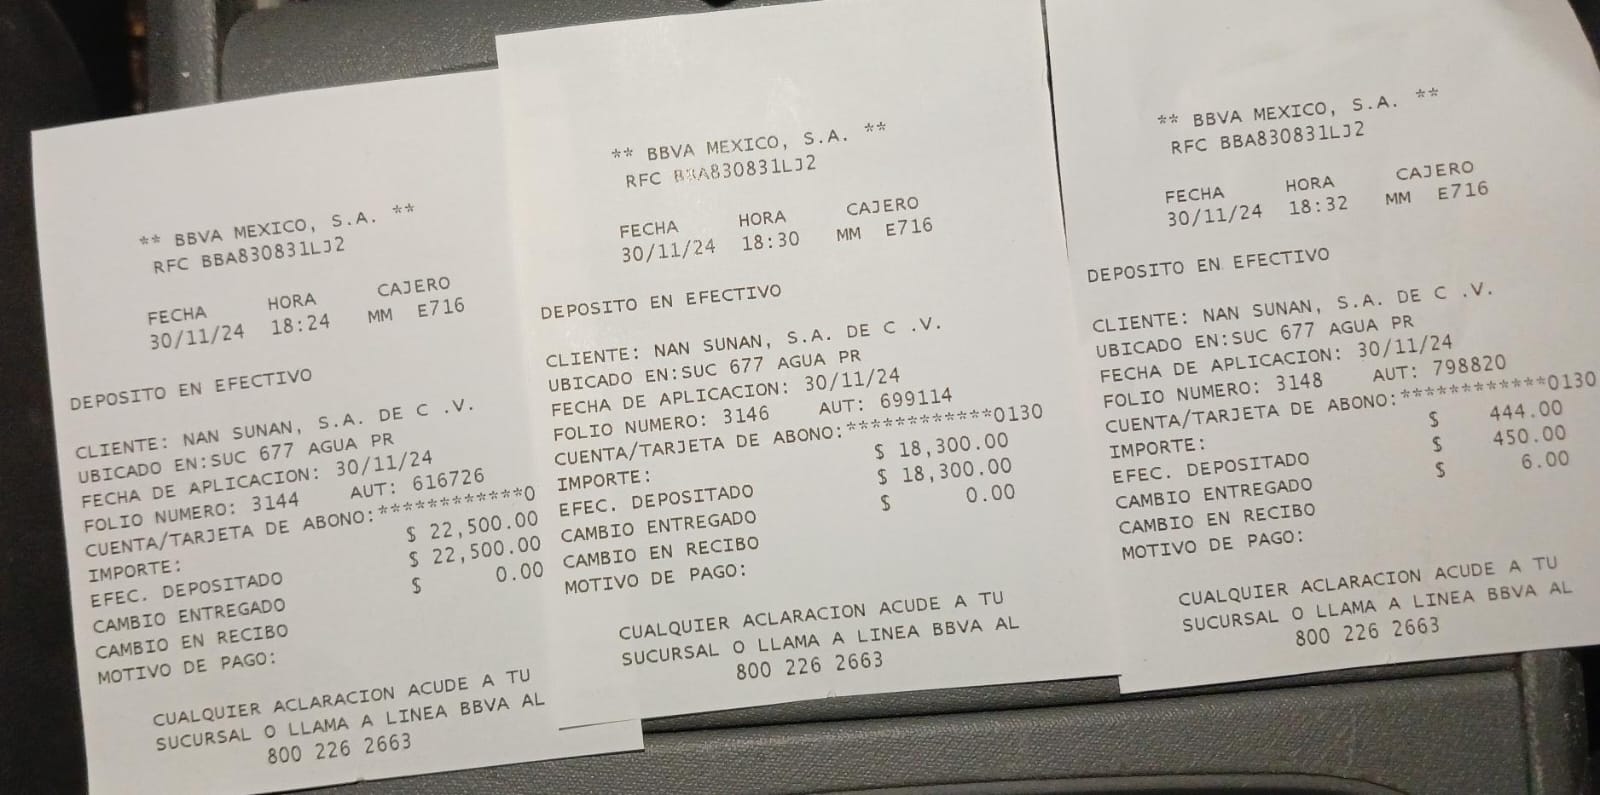 ** BBVA MEXICO, S.A. **
RFC BBA830831LJ2
FECHA HORA CAJERO
30/11/24 18:24 MM E716
DEPOSITO EN EFECTIVO
CLIENTE: NAN SUNAN, S.A. DE C .V.
UBICADO EN:SUC 677 AGUA PR
FECHA DE APLICACION: 30/11/24
FOLIO NUMERO: 3144 AUT: 616726
CUENTA/TARJETA DE ABONO:************0
IMPORTE: $ 22,500.00
EFEC. DEPOSITADO $ 22,500.00
CAMBIO ENTREGADO $ 0.00
CAMBIO EN RECIBO
MOTIVO DE PAGO:
CUALQUIER ACLARACION ACUDE A TU
SUCURSAL O LLAMA A LINEA BBVA AL
800 226 2663
** BBVA MEXICO, S.A. **
RFC BBA830831LJ2
FECHA HORA CAJERO
30/11/24 18:30 MM E716
DEPOSITO EN EFECTIVO
CLIENTE: NAN SUNAN, S.A. DE C .V.
UBICADO EN:SUC 677 AGUA PR
FECHA DE APLICACION: 30/11/24
FOLIO NUMERO: 3146 AUT: 699114
CUENTA/TARJETA DE ABONO:************0130
IMPORTE: $ 18,300.00
EFEC. DEPOSITADO $ 18,300.00
CAMBIO ENTREGADO $ 0.00
CAMBIO EN RECIBO
MOTIVO DE PAGO:
CUALQUIER ACLARACION ACUDE A TU
SUCURSAL O LLAMA A LINEA BBVA AL
800 226 2663
** BBVA MEXICO, S.A. **
RFC BBA830831LJ2
FECHA HORA CAJERO
30/11/24 18:32 MM E716
DEPOSITO EN EFECTIVO
CLIENTE: NAN SUNAN, S.A. DE C .V.
UBICADO EN:SUC 677 AGUA PR
FECHA DE APLICACION: 30/11/24
FOLIO NUMERO: 3148 AUT: 798820
CUENTA/TARJETA DE ABONO:************0130
IMPORTE: $ 444.00
EFEC. DEPOSITADO $ 450.00
CAMBIO ENTREGADO $ 6.00
CAMBIO EN RECIBO
MOTIVO DE PAGO:
CUALQUIER ACLARACION ACUDE A TU
SUCURSAL O LLAMA A LINEA BBVA AL
800 226 2663